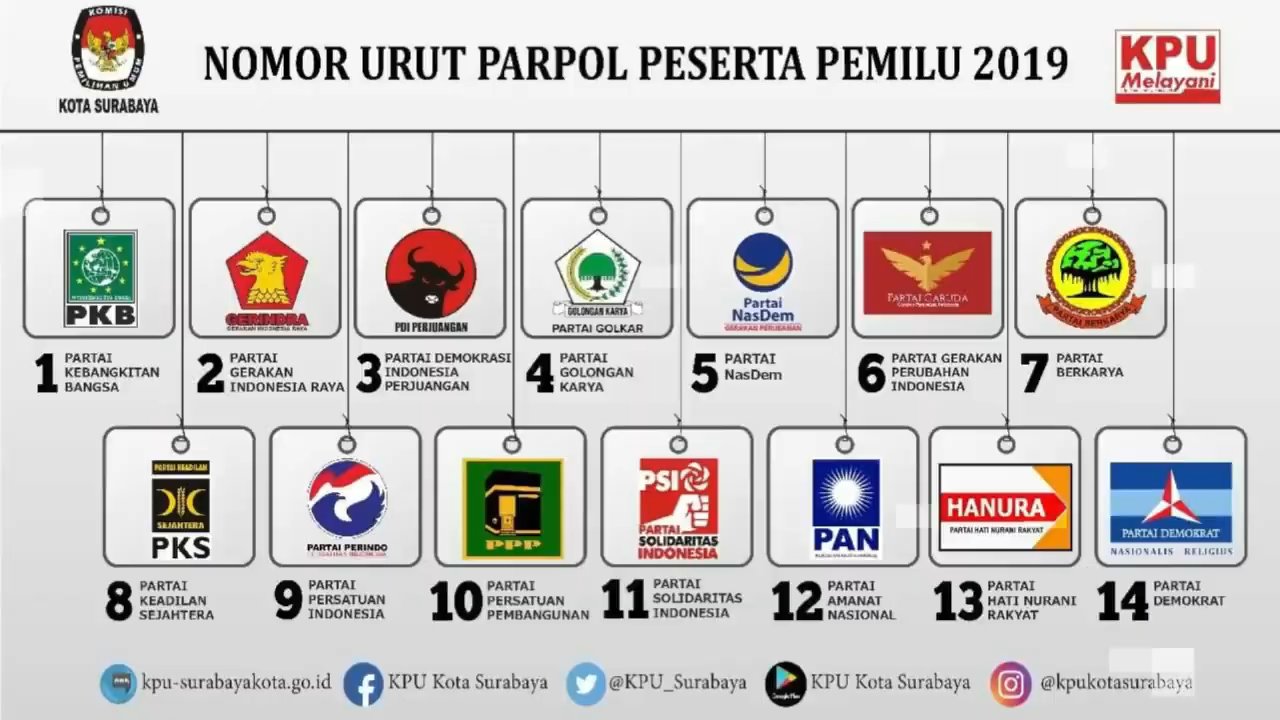 KOMISI
PEMILIHAN UMUM
KOTA SURABAYA
NOMOR URUT PARPOL PESERTA PEMILU 2019
KPU
Melayani
PKB
1 PARTAI
KEBANGKITAN
BANGSA
GERINDRA
GERAKAN INDONESIA RAYA
2 PARTAI
GERAKAN
INDONESIA RAYA
PDI PERJUANGAN
3 PARTAI DEMOKRASI
INDONESIA
PERJUANGAN
GOLONGAN KARYA
PARTAI GOLKAR
4 PARTAI
GOLONGAN
KARYA
Partai
NasDem
GERAKAN PERUBAHAN
5 PARTAI
NasDem
PARTAI GARUDA
6 PARTAI GERAKAN
PERUBAHAN
INDONESIA
PARTAI BERKARYA
7 PARTAI
BERKARYA
PARTAI KEADILAN
SEJAHTERA
PKS
8 PARTAI
KEADILAN
SEJAHTERA
PARTAI PERINDO
9 PARTAI
PERSATUAN
INDONESIA
PPP
10 PARTAI
PERSATUAN
PEMBANGUNAN
PSI
PARTAI
SOLIDARITAS
INDONESIA
11 PARTAI
SOLIDARITAS
INDONESIA
PAN
12 PARTAI
AMANAT
NASIONAL
HANURA
PARTAI HATI NURANI RAKYAT
13 PARTAI
HATI NURANI
RAKYAT
PARTAI DEMOKRAT
NASIONALIS RELIGIUS
14 PARTAI
DEMOKRAT
kpu-surabayakota.go.id
KPU Kota Surabaya
@KPU_Surabaya
Google Play
KPU Kota Surabaya
@kpukotasurabaya